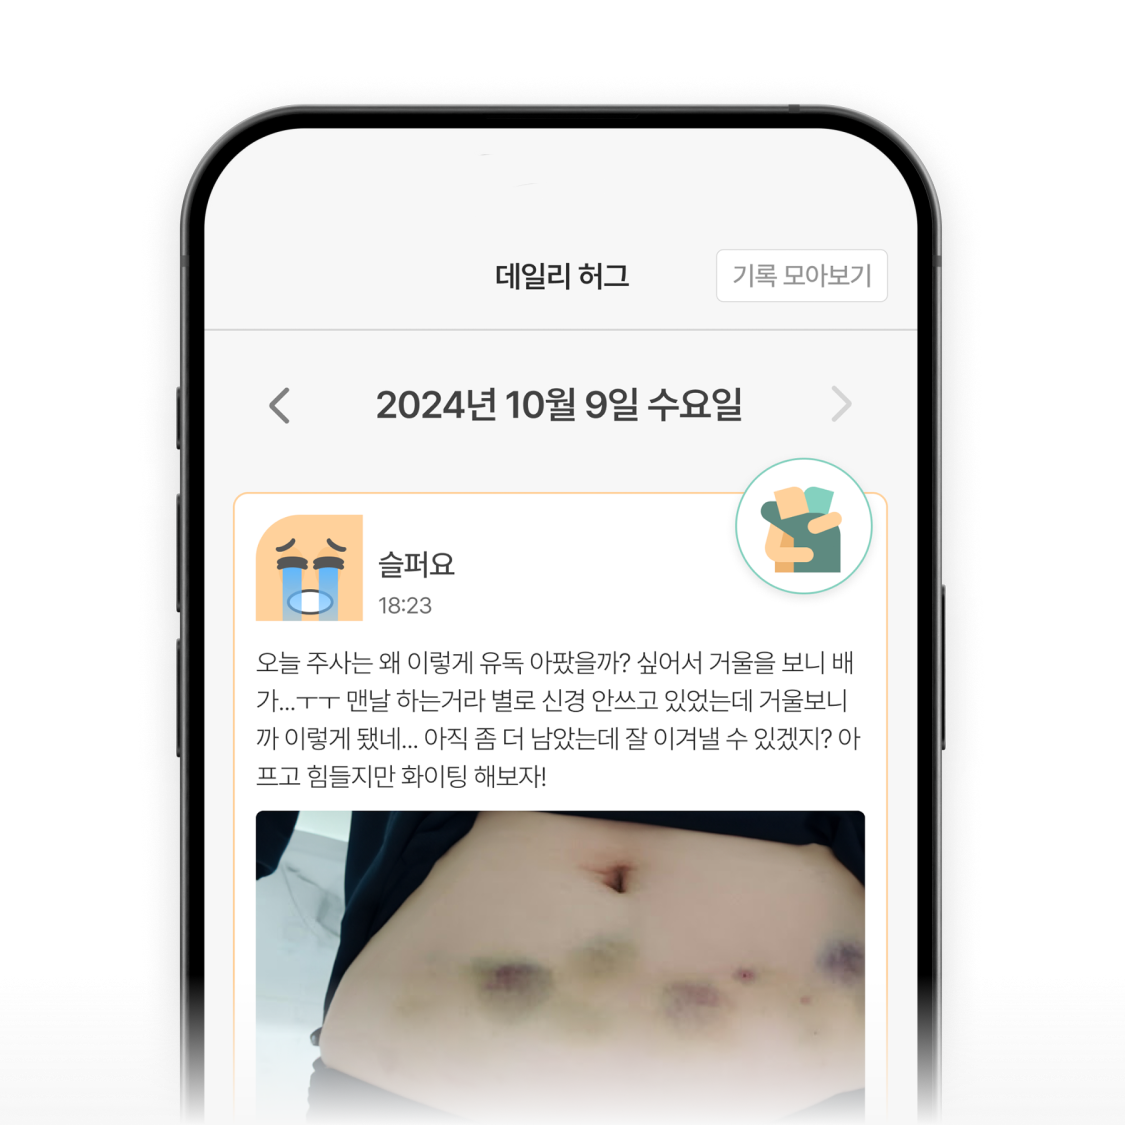 데일리 허그
기록 모아보기
2024년 10월 9일 수요일
슬퍼요
18:23
오늘 주사는 왜 이렇게 유독 아팠을까? 싶어서 거울을 보니 배
가...ㅜㅜ 맨날 하는거라 별로 신경 안쓰고 있었는데 거울보니
까 이렇게 됐네... 아직 좀 더 남았는데 잘 이겨낼 수 있겠지? 아
프고 힘들지만 화이팅 해보자!